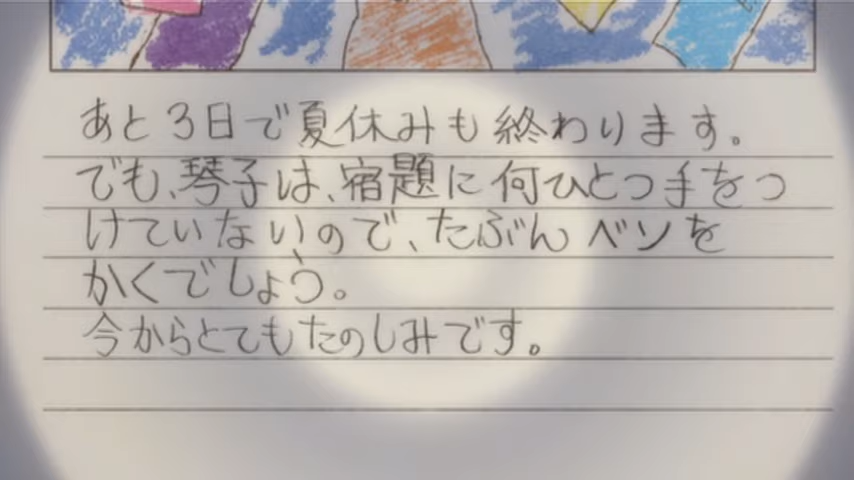 あと3日で夏休みも終わります。
でも、琴子は、宿題に何ひとつ手をつ
けていないので、たぶんベソを
かくでしょう。
今からとてもたのしみです。